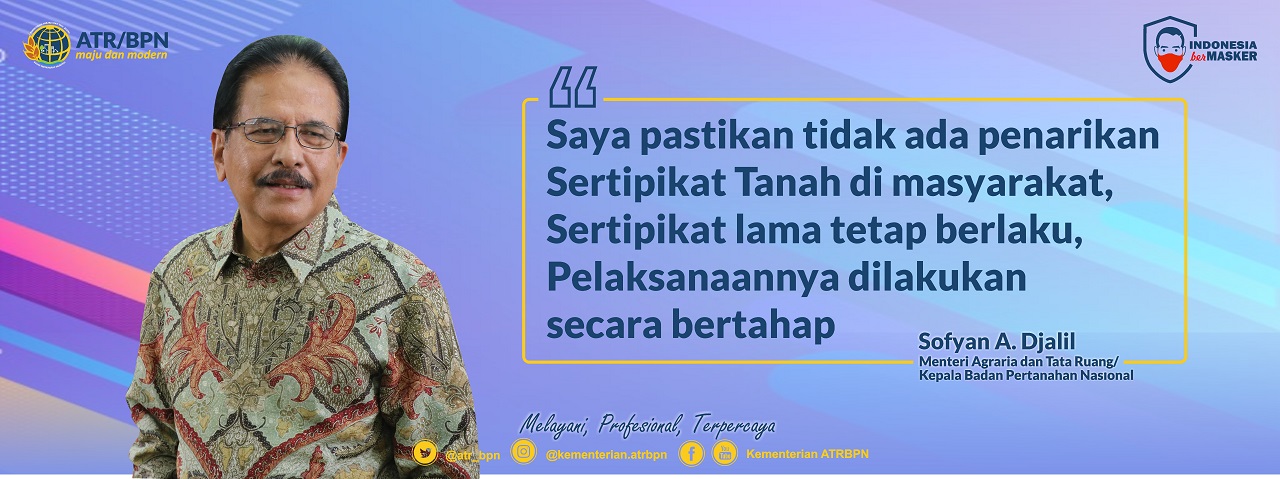 ATR/BPN
maju dan modern
INDONESIA
berMASKER
Saya pastikan tidak ada penarikan
Sertipikat Tanah di masyarakat,
Sertipikat lama tetap berlaku,
Pelaksanaannya dilakukan
secara bertahap
Sofyan A. Djalil
Menteri Agraria dan Tata Ruang/
Kepala Badan Pertanahan Nasional
Melayani, Profesional, Terpercaya
@atr_bpn @kementerian.atrbpn Kementerian ATRBPN